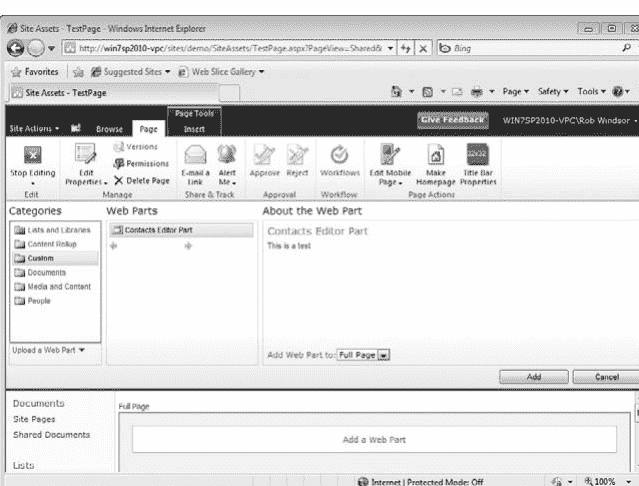 Site Assets - TestPage - Windows Internet Explorer
http://win7sp2010-vpc/sites/demo/SiteAssets/TestPage.aspx?PageView=Shared&
Bing
Favorites Suggested Sites Web Slice Gallery
Site Assets - TestPage
Page Safety Tools
Page Tools
Give Feedback WIN7SP2010-VPC\Rob Windsor
Site Actions Browse Page Insert
Versions
Permissions
Delete Page
Stop Editing Edit Properties E-mail a Link Alert Me Approve Reject Workflows Edit Mobile Page Make Homepage Title Bar Properties
Edit Manage Share & Track Approval Workflow Page Actions
Categories Web Parts About the Web Part
Lists and Libraries Contacts Editor Part Contacts Editor Part
Content Rollup This is a test
Custom
Documents
Media and Content
People
Upload a Web Part Add Web Part to: Full Page
Add Cancel
Documents Full Page
Site Pages
Shared Documents Add a Web Part
Lists
Internet | Protected Mode: Off 100%